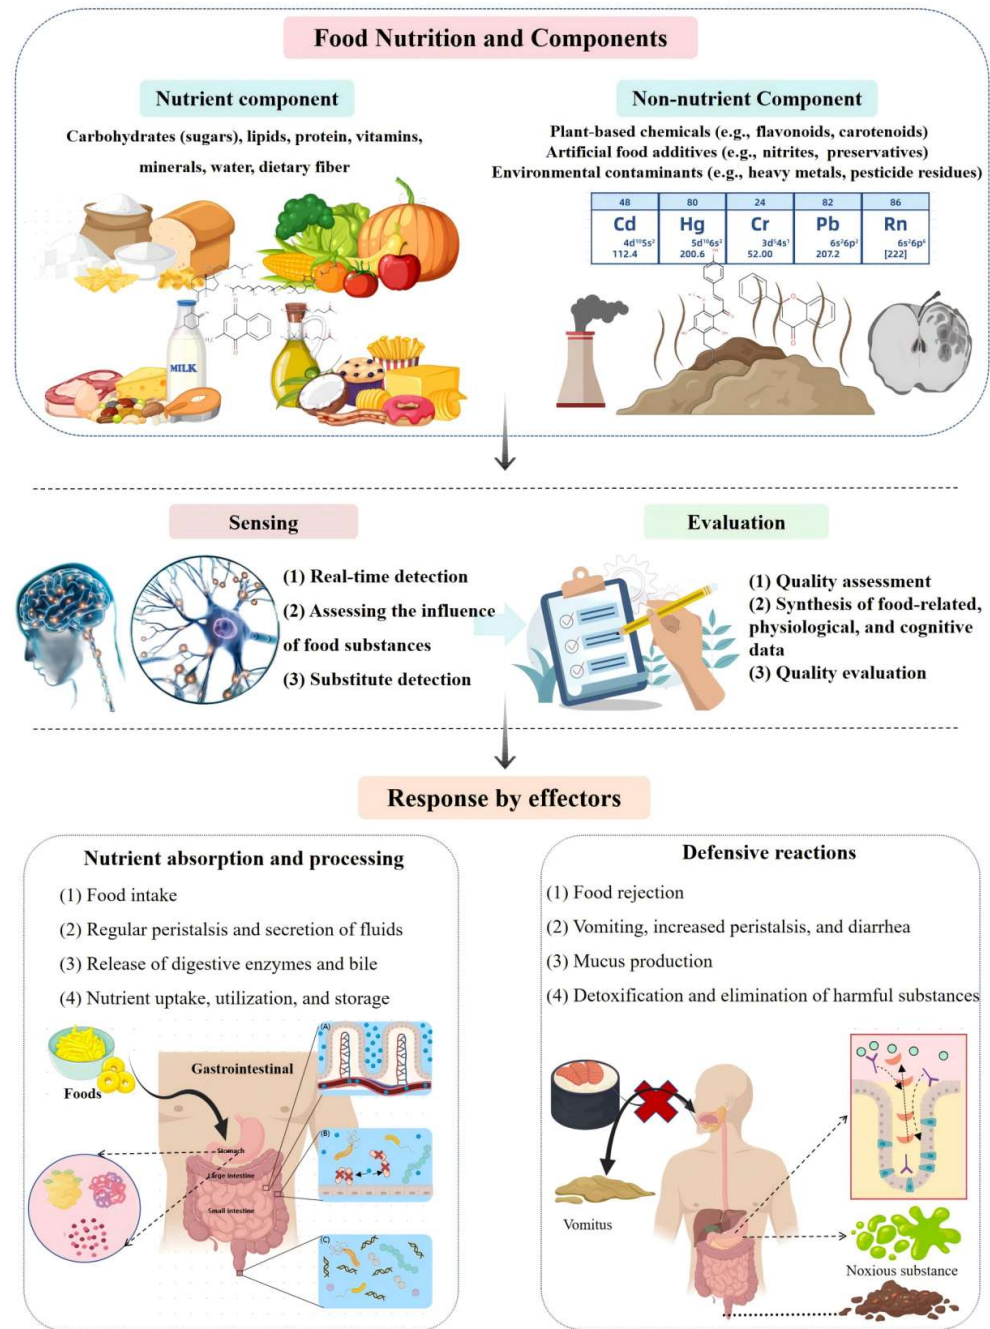 Food Nutrition and Components
Nutrient component
Carbohydrates (sugars), lipids, protein, vitamins,
minerals, water, dietary fiber
MILK
Non-nutrient Component
Plant-based chemicals (e.g., flavonoids, carotenoids)
Artificial food additives (e.g., nitrites, preservatives)
Environmental contaminants (e.g., heavy metals, pesticide residues)
48 80 24 82 86
Cd Hg Cr Pb Rn
4d¹⁰5s² 5d¹⁰6s² 3d⁵4s¹ 6s²6p² 6s²6p⁶
112.4 200.6 52.00 207.2 [222]
Sensing
(1) Real-time detection
(2) Assessing the influence
of food substances
(3) Substitute detection
Evaluation
(1) Quality assessment
(2) Synthesis of food-related,
physiological, and cognitive
data
(3) Quality evaluation
Response by effectors
Nutrient absorption and processing
(1) Food intake
(2) Regular peristalsis and secretion of fluids
(3) Release of digestive enzymes and bile
(4) Nutrient uptake, utilization, and storage
Foods
Gastrointestinal
Stomach
Large intestine
Small intestine
(A)
(B)
(C)
Defensive reactions
(1) Food rejection
(2) Vomiting, increased peristalsis, and diarrhea
(3) Mucus production
(4) Detoxification and elimination of harmful substances
Vomitus
Noxious substance